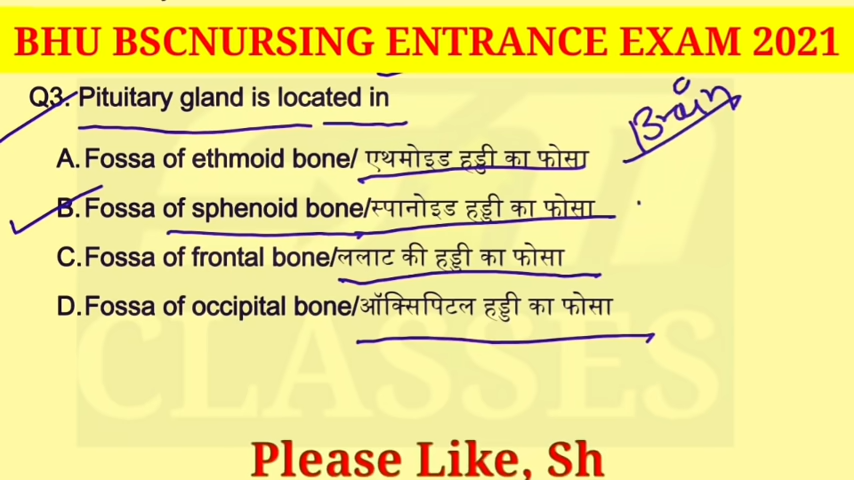 BHU BSCNURSING ENTRANCE EXAM 2021
Q3. Pituitary gland is located in
Brain
A. Fossa of ethmoid bone/ एथमोइड हड्डी का फोसा
B. Fossa of sphenoid bone/स्पानोइड हड्डी का फोसा
C. Fossa of frontal bone/ललाट की हड्डी का फोसा
D. Fossa of occipital bone/ऑक्सिपिटल हड्डी का फोसा
CLASSES
Please Like, Sh